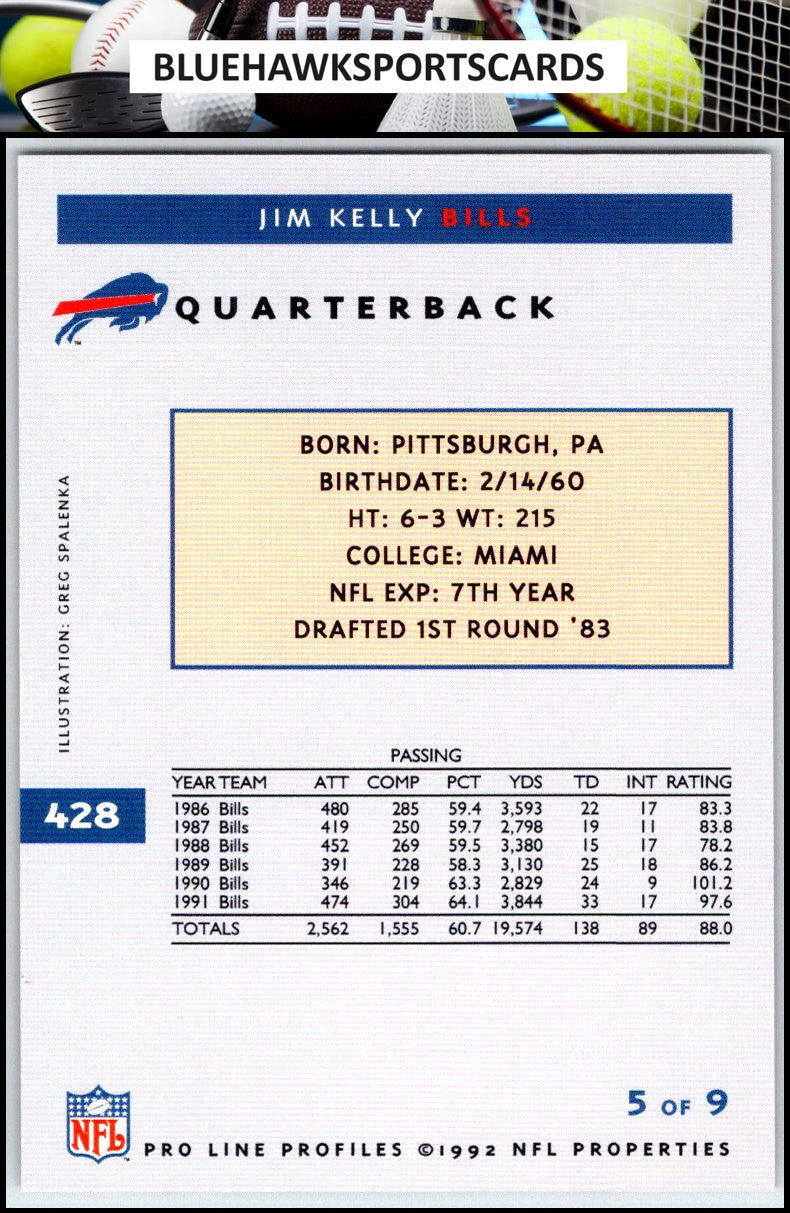 BLUEHAWKSPORTSCARDS
JIM KELLY BILLS
QUARTERBACK
TM
BORN: PITTSBURGH, PA
BIRTHDATE: 2/14/60
HT: 6-3 WT: 215
COLLEGE: MIAMI
NFL EXP: 7TH YEAR
DRAFTED 1ST ROUND '83
ILLUSTRATION: GREG SPALENKA
PASSING
YEAR TEAM ATT COMP PCT YDS TD INT RATING
1986 Bills 480 285 59.4 3,593 22 17 83.3
1987 Bills 419 250 59.7 2,798 19 11 83.8
1988 Bills 452 269 59.5 3,380 15 17 78.2
1989 Bills 391 228 58.3 3,130 25 18 86.2
1990 Bills 346 219 63.3 2,829 24 9 101.2
1991 Bills 474 304 64.1 3,844 33 17 97.6
TOTALS 2,562 1,555 60.7 19,574 138 89 88.0
428
5 OF 9
NFL
TM
PRO LINE PROFILES ©1992 NFL PROPERTIES